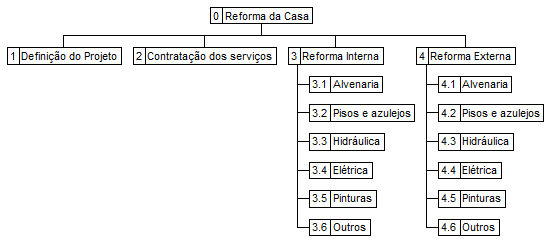 0 Reforma da Casa
1 Definição do Projeto
2 Contratação dos serviços
3 Reforma Interna
3.1 Alvenaria
3.2 Pisos e azulejos
3.3 Hidráulica
3.4 Elétrica
3.5 Pinturas
3.6 Outros
4 Reforma Externa
4.1 Alvenaria
4.2 Pisos e azulejos
4.3 Hidráulica
4.4 Elétrica
4.5 Pinturas
4.6 Outros